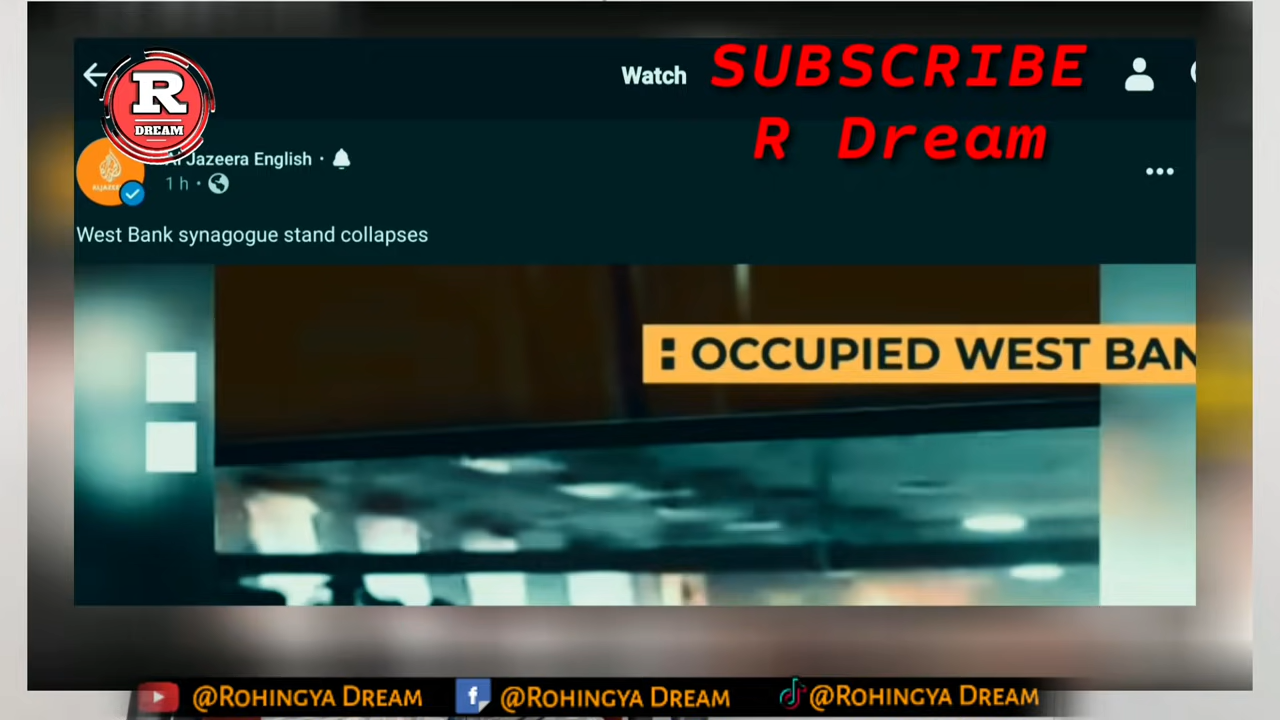 SUBSCRIBE
Watch
R Dream
R
DREAM
Al Jazeera English ·
1 h ·
West Bank synagogue stand collapses
: OCCUPIED WEST BAN
@ROHINGYA DREAM @ROHINGYA DREAM @ROHINGYA DREAM